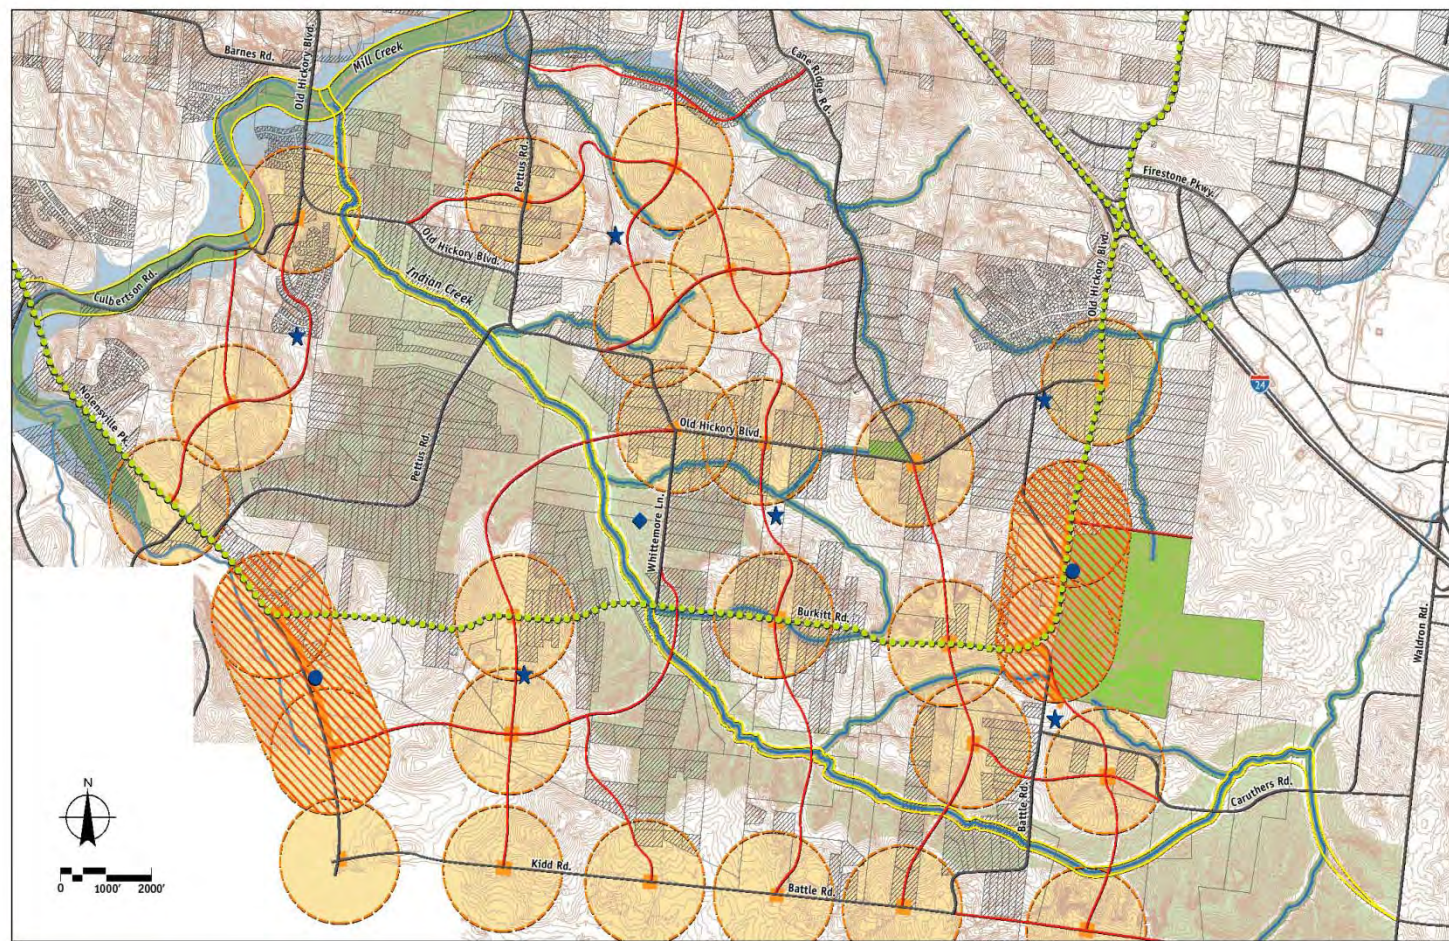 Barnes Rd.
Old Hickory Blvd.
Mill Creek
Cane Ridge Rd.
Pettus Rd.
Firestone Pkwy.
Old Hickory Blvd.
Old Hickory Blvd.
Culbertson Rd.
Indian Creek
24
Nolensville Pk.
Old Hickory Blvd.
Pettus Rd.
Whittemore Ln.
Burkitt Rd.
Waldron Rd.
N
Battle Rd.
Caruthers Rd.
Kidd Rd.
Battle Rd.
0 1000' 2000'